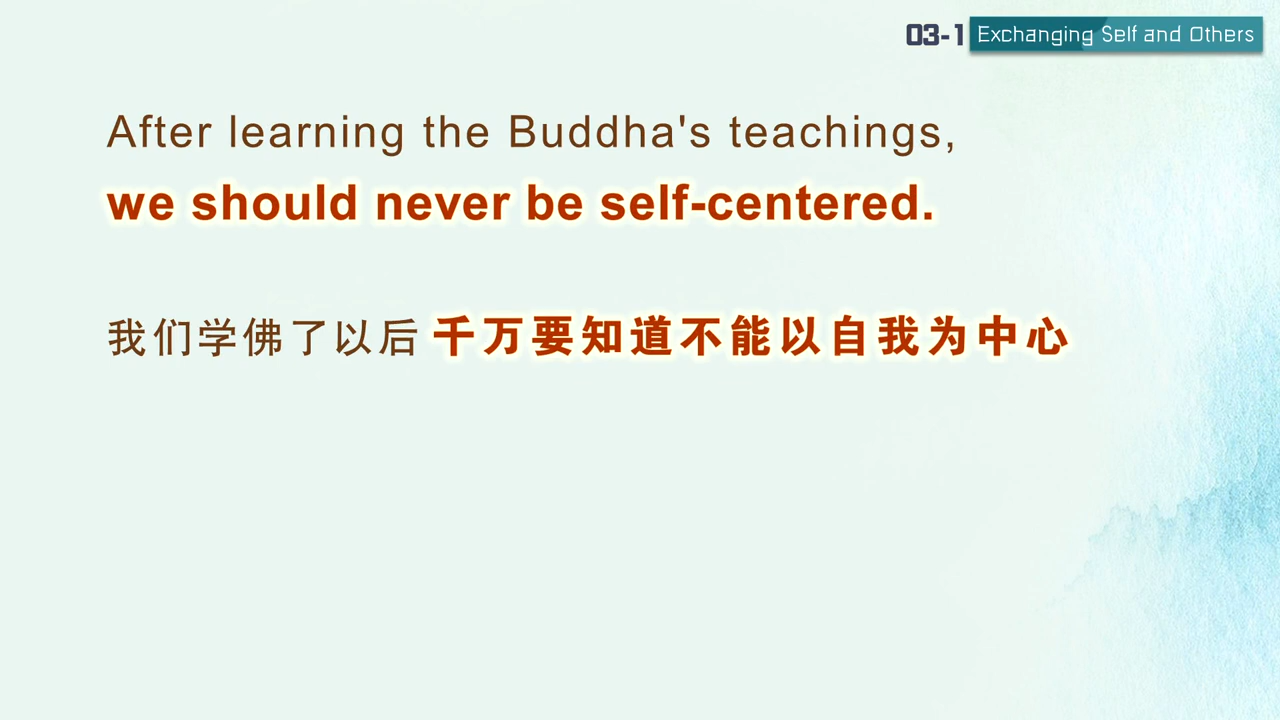 03-1 Exchanging Self and Others
After learning the Buddha's teachings,
we should never be self-centered.
我们学佛了以后 千万要知道不能以自我为中心